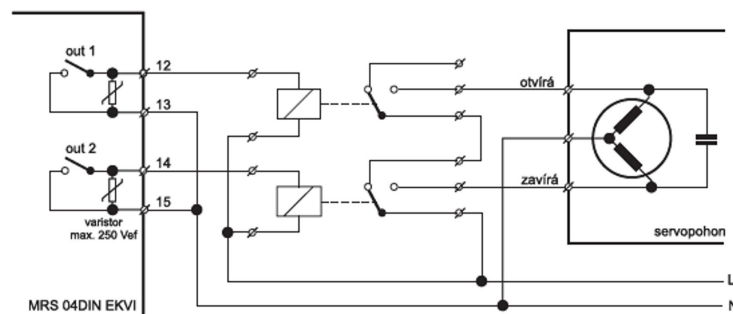 out 1
12
otvírá
13
out 2
14
15
zavírá
varistor
max. 250 Vef
servopohon
L
MRS 04DIN EKVI
N